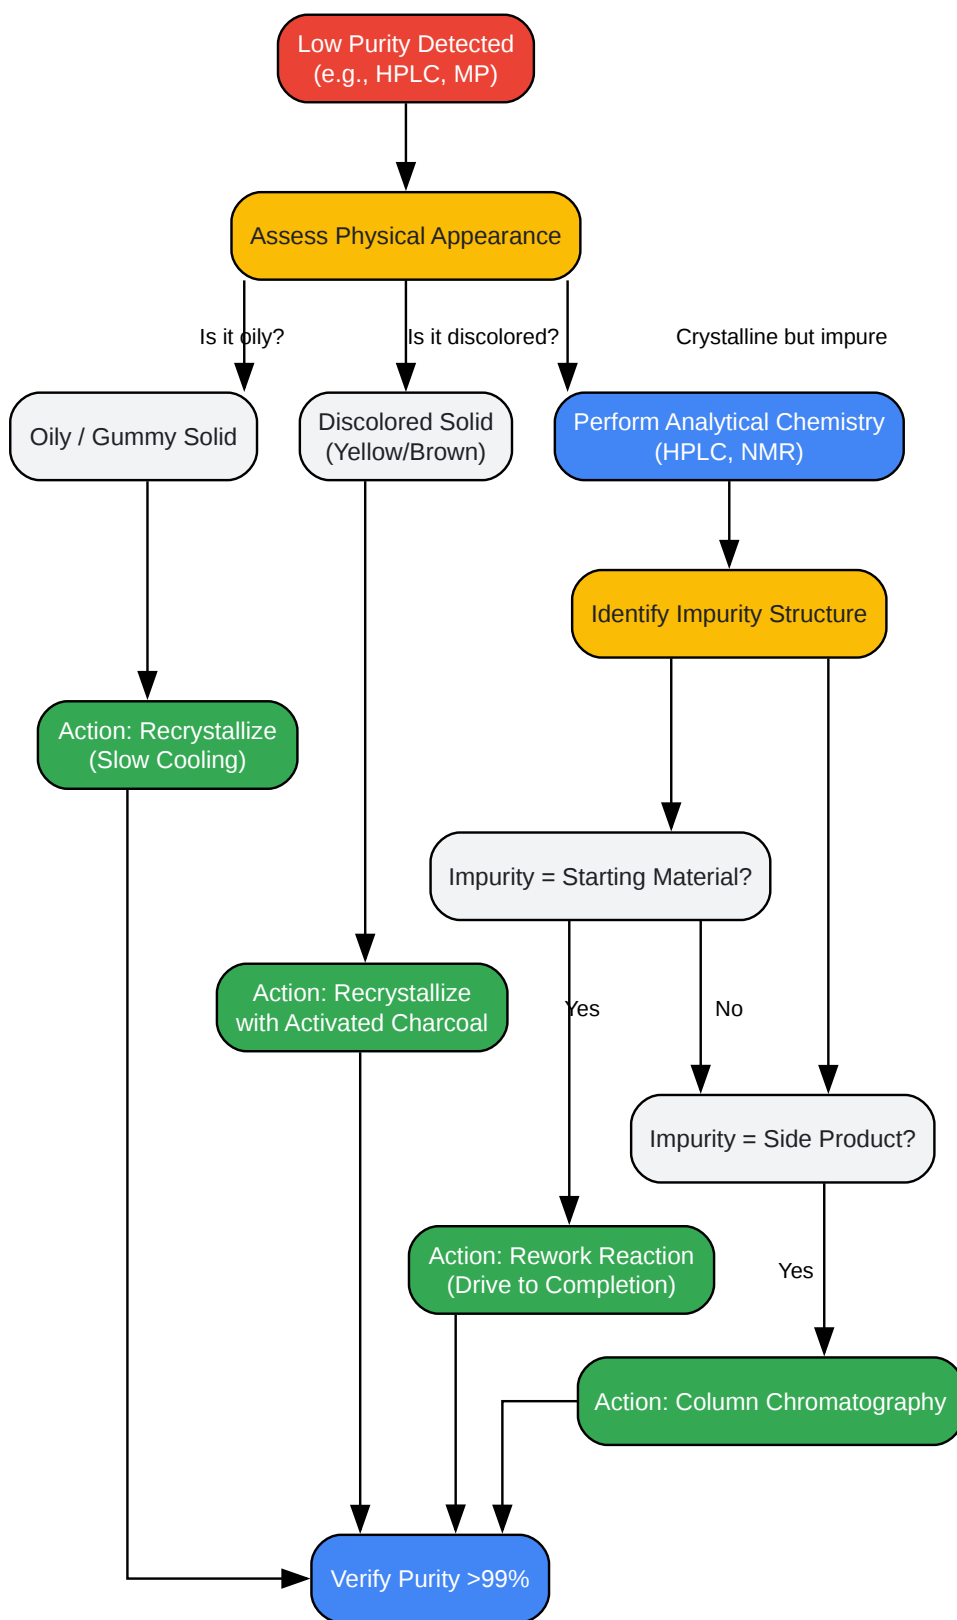 Low Purity Detected
(e.g., HPLC, MP)
Assess Physical Appearance
Is it oily?
Is it discolored?
Crystalline but impure
Oily / Gummy Solid
Discolored Solid
(Yellow/Brown)
Perform Analytical Chemistry
(HPLC, NMR)
Identify Impurity Structure
Action: Recrystallize
(Slow Cooling)
Impurity = Starting Material?
Action: Recrystallize
with Activated Charcoal
Yes
No
Impurity = Side Product?
Action: Rework Reaction
(Drive to Completion)
Yes
Action: Column Chromatography
Verify Purity >99%